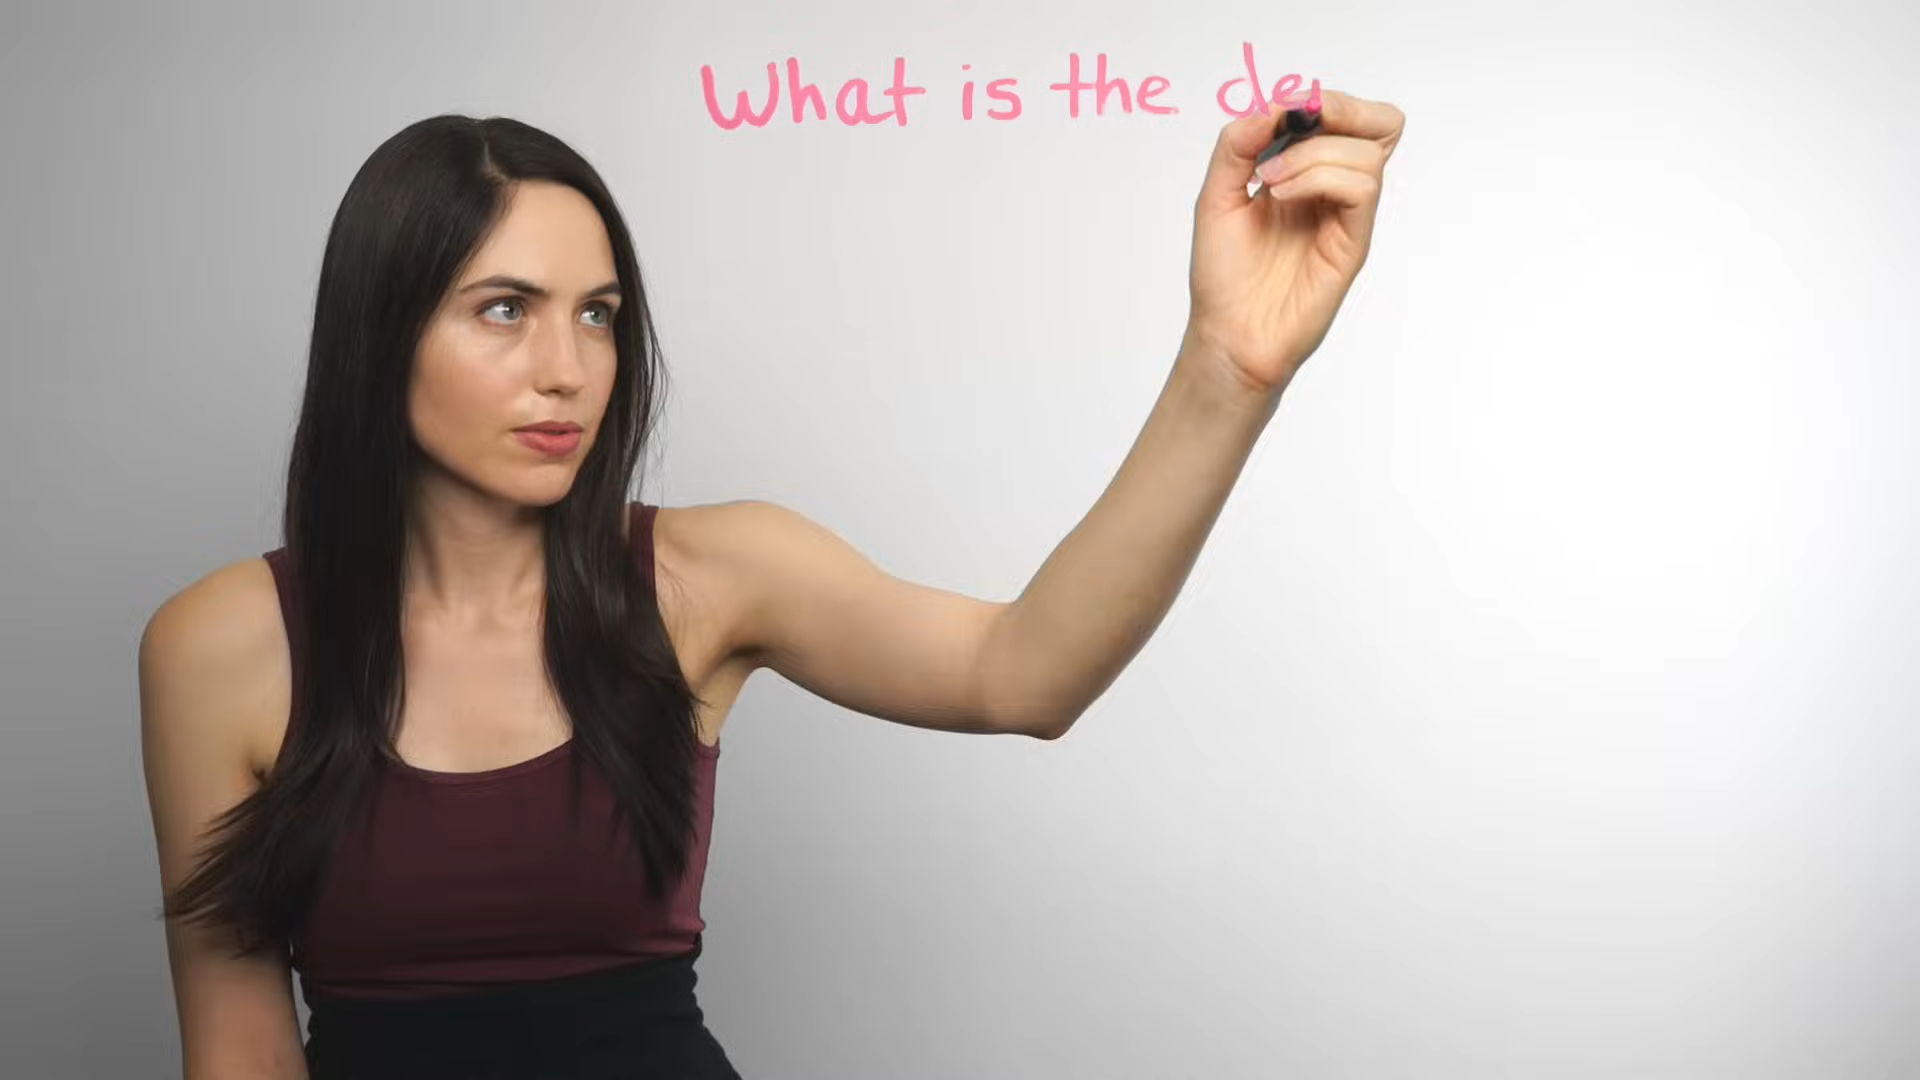 What is the de